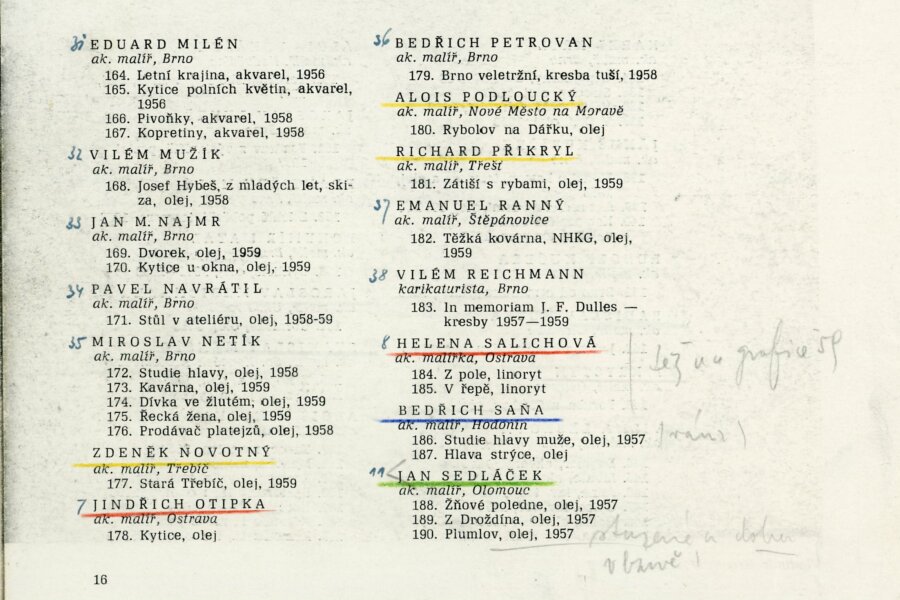 31 EDUARD MILÉN
ak. malíř, Brno
164. Letní krajina, akvarel, 1956
165. Kytice polních květin, akvarel,
1956
166. Pivoňky, akvarel, 1958
167. Kopretiny, akvarel, 1958
32 VILÉM MUŽÍK
ak. malíř, Brno
168. Josef Hybeš, z mladých let, ski-
za, olej, 1958
33 JAN M. NAJMR
ak. malíř, Brno
169. Dvorek, olej, 1959
170. Kytice u okna, olej, 1959
34 PAVEL NAVRÁTIL
ak. malíř, Brno
171. Stůl v ateliéru, olej, 1958-59
35 MIROSLAV NETÍK
ak. malíř, Brno
172. Studie hlavy, olej, 1958
173. Kavárna, olej, 1959
174. Dívka ve žlutém, olej, 1959
175. Řecká žena, olej, 1959
176. Prodávač platejzů, olej, 1958
ZDENĚK NOVOTNÝ
ak. malíř, Třebíč
177. Stará Třebíč, olej, 1959
7 JINDŘICH OTIPKA
ak. malíř, Ostrava
178. Kytice, olej
16
36 BEDŘICH PETROVAN
ak. malíř, Brno
179. Brno veletržní, kresba tuší, 1958
ALOIS PODLOUCKÝ
ak. malíř, Nové Město na Moravě
180. Rybolov na Dářku, olej
RICHARD PŘIKRYL
ak. malíř, Třešť
181. Zátiší s rybami, olej, 1959
37 EMANUEL RANNÝ
ak. malíř, Štěpánovice
182. Těžká kovárna, NHKG, olej,
1959
38 VILÉM REICHMANN
karikaturista, Brno
183. In memoriam J. F. Dulles —
kresby 1957—1959
8 HELENA SALICHOVÁ
ak. malířka, Ostrava
184. Z pole, linoryt
185. V řepě, linoryt
též na grafice 59
BEDŘICH SAŇA
ak. malíř, Hodonín
186. Studie hlavy muže, olej, 1957
187. Hlava strýce, olej
11 JAN SEDLÁČEK
ak. malíř, Olomouc
188. Žňové poledne, olej, 1957
189. Z Droždína, olej, 1957
190. Plumlov, olej, 1957